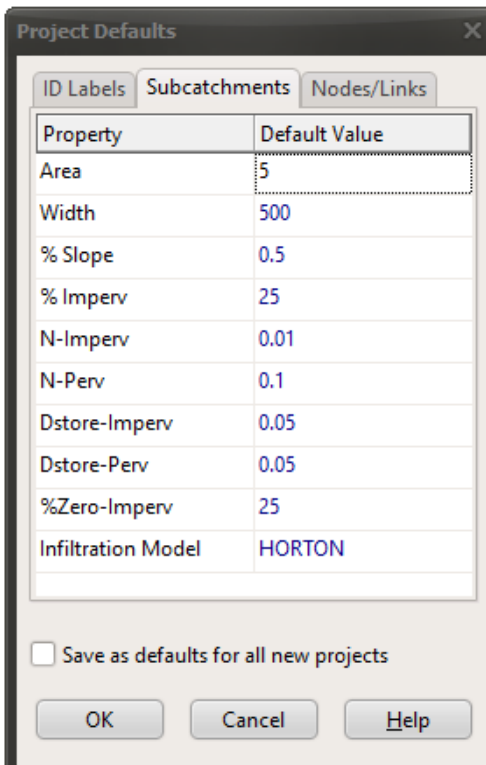 Project Defaults
ID Labels Subcatchments Nodes/Links
Property Default Value
Area 5
Width 500
% Slope 0.5
% Imperv 25
N-Imperv 0.01
N-Perv 0.1
Dstore-Imperv 0.05
Dstore-Perv 0.05
%Zero-Imperv 25
Infiltration Model HORTON
Save as defaults for all new projects
OK Cancel Help